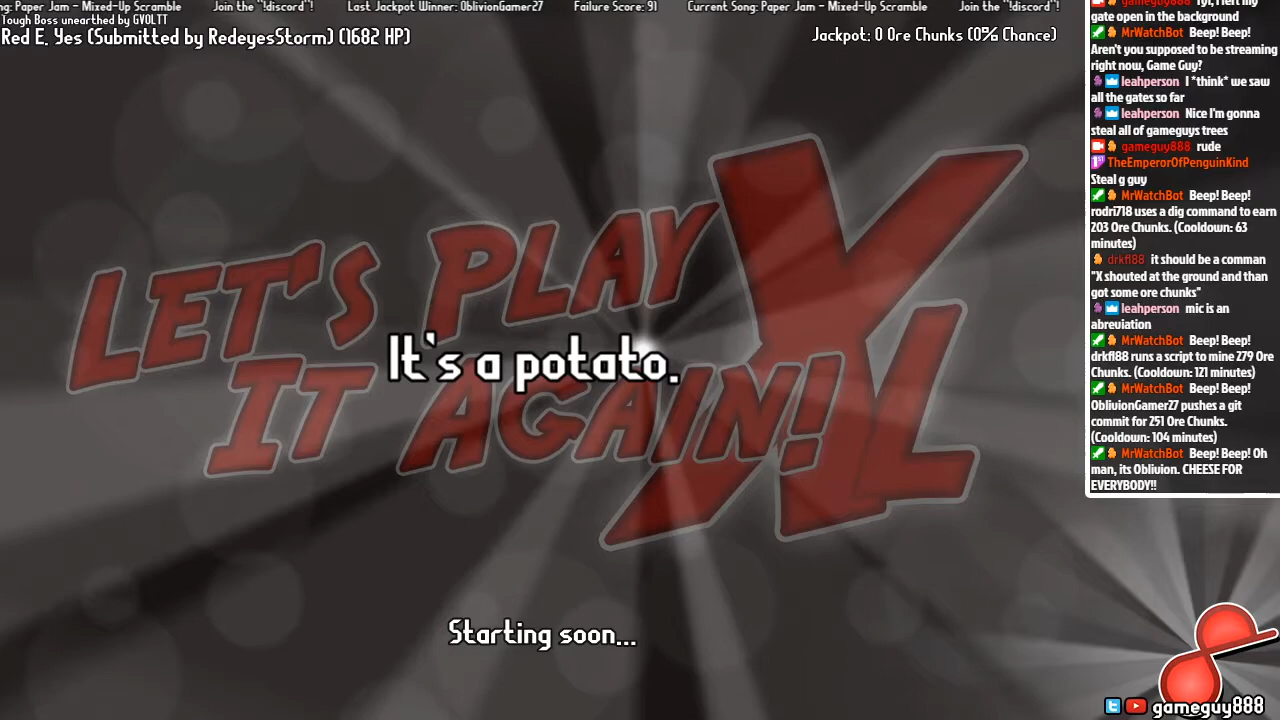 ng: Paper Jam - Mixed-Up Scramble Join the "!discord"! Last Jackpot Winner: OblivionGamer27 Failure Score: 91 Current Song: Paper Jam - Mixed-Up Scramble Join the "!discord"!
Tough Boss unearthed by GVOLTT
Red E. Yes (Submitted by RedeyesStorm) (1682 HP)
Jackpot: 0 Ore Chunks (0% Chance)
LET'S PLAY
IT AGAIN! XL
It's a potato.
Starting soon...
gate open in the background
MrWatchBot Beep! Beep!
Aren't you supposed to be streaming
right now, Game Guy?
leahperson I *think* we saw
all the gates so far
leahperson Nice I'm gonna
steal all of gameguys trees
gameguy888 rude
TheEmperorOfPenguinKind
Steal g guy
MrWatchBot Beep! Beep!
rodri718 uses a dig command to earn
203 Ore Chunks. (Cooldown: 63
minutes)
drkfl88 it should be a comman
"X shouted at the ground and than
got some ore chunks"
leahperson mic is an
abreviation
MrWatchBot Beep! Beep!
drkfl88 runs a script to mine 279 Ore
Chunks. (Cooldown: 121 minutes)
MrWatchBot Beep! Beep!
OblivionGamer27 pushes a git
commit for 251 Ore Chunks.
(Cooldown: 104 minutes)
MrWatchBot Beep! Beep! Oh
man, its Oblivion. CHEESE FOR
EVERYBODY!!
gameguy888